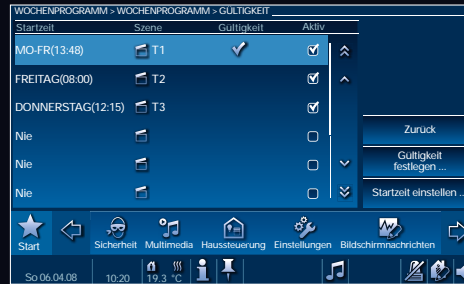 WOCHENPROGRAMM > WOCHENPROGRAMM > GÜLTIGKEIT
Startzeit Szene Gültigkeit Aktiv
MO-FR(13:48) T1
FREITAG(08:00) T2
DONNERSTAG(12:15) T3
Nie
Nie
Nie
Zurück
Gültigkeit
festlegen ...
Startzeit einstellen ...
Start Sicherheit Multimedia Haussteuerung Einstellungen Bildschirmnachrichten
So 06.04.08 10:20 19.3 °C